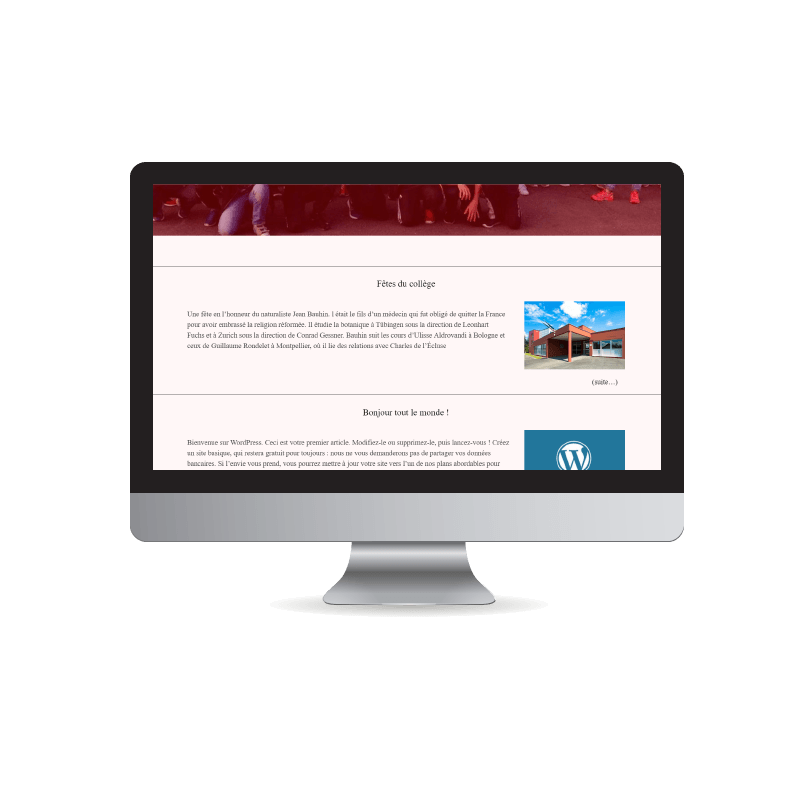 Fêtes du collège
Une fête en l’honneur du naturaliste Jean Bauhin. l était le fils d’un médecin qui fut obligé de quitter la France
pour avoir embrassé la religion réformée. Il étudie la botanique à Tübingen sous la direction de Leonhart
Fuchs et à Zurich sous la direction de Conrad Gessner. Bauhin suit les cours d’Ulisse Aldrovandi à Bologne et
ceux de Guillaume Rondelet à Montpellier, où il lie des relations avec Charles de l’Écluse
(suite…)
Bonjour tout le monde !
Bienvenue sur WordPress. Ceci est votre premier article. Modifiez-le ou supprimez-le, puis lancez-vous ! Créez
un site basique, qui restera gratuit pour toujours : nous ne vous demanderons pas de partager vos données
bancaires. Si l’envie vous prend, vous pourrez mettre à jour votre site vers l’un de nos plans abordables pour
W